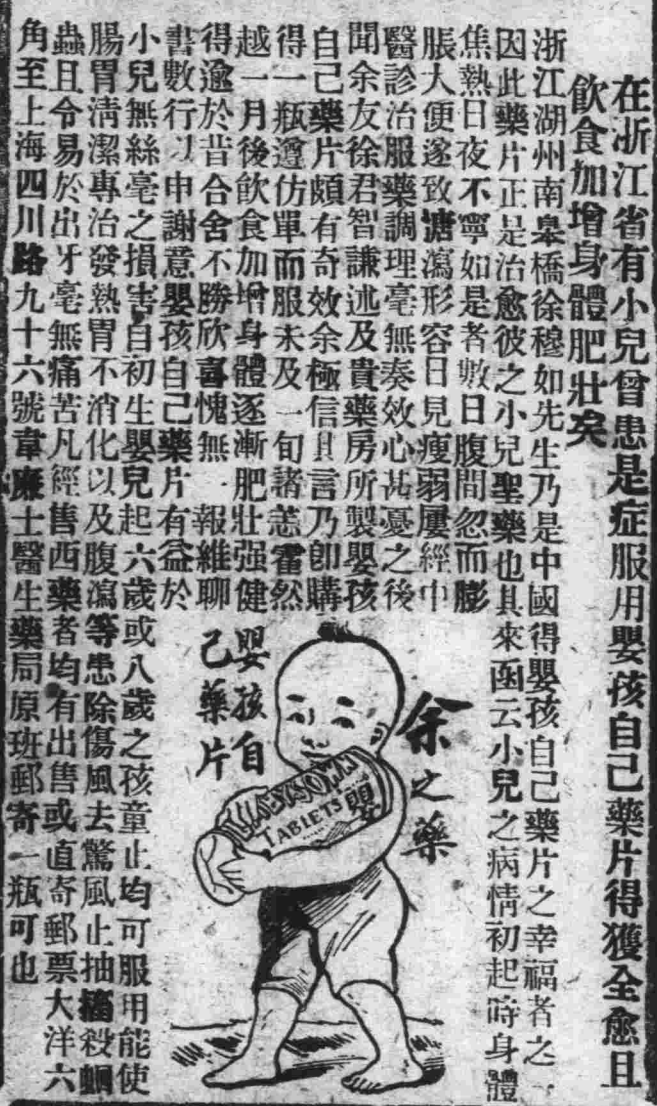 在浙江省有小兒曾患是症服用嬰孩自己藥片得獲全愈且
飲食加增身體肥壯矣
浙江湖州南皋橋徐穆如先生乃是中國得嬰孩自己藥片之幸福者之一
因此藥片正是治愈彼之小兒聖藥也其來函云小兒之病情初起時身體
焦熱日夜不寧如是者數日腹間忽而膨
脹大便遂致溏瀉形容日見瘦弱屢經中
醫診治服藥調理毫無奏效心甚憂之後
聞余友徐君智謙述及貴藥房所製嬰孩
自己藥片頗有奇效余極信其言乃卽購
得一瓶遵仿單而服未及一旬諸恙霍然
越一月後飲食加增身體逐漸肥壯强健
得逾於昔合舍不勝欣喜愧無一報維聊
書數行以申謝意嬰孩自己藥片有益於
小兒無絲毫之損害自初生嬰兒起六歲或八歲之孩童止均可服用能使
腸胃淸潔專治發熱胃不消化以及腹瀉等患除傷風去驚風止抽搐殺蛔
蟲且令易於出牙毫無痛苦凡經售西藥者均有出售或直寄郵票大洋六
角至上海四川路九十六號韋廉士醫生藥局原班郵寄一瓶可也
余之藥
嬰孩自
己藥片
TABLETS
嬰